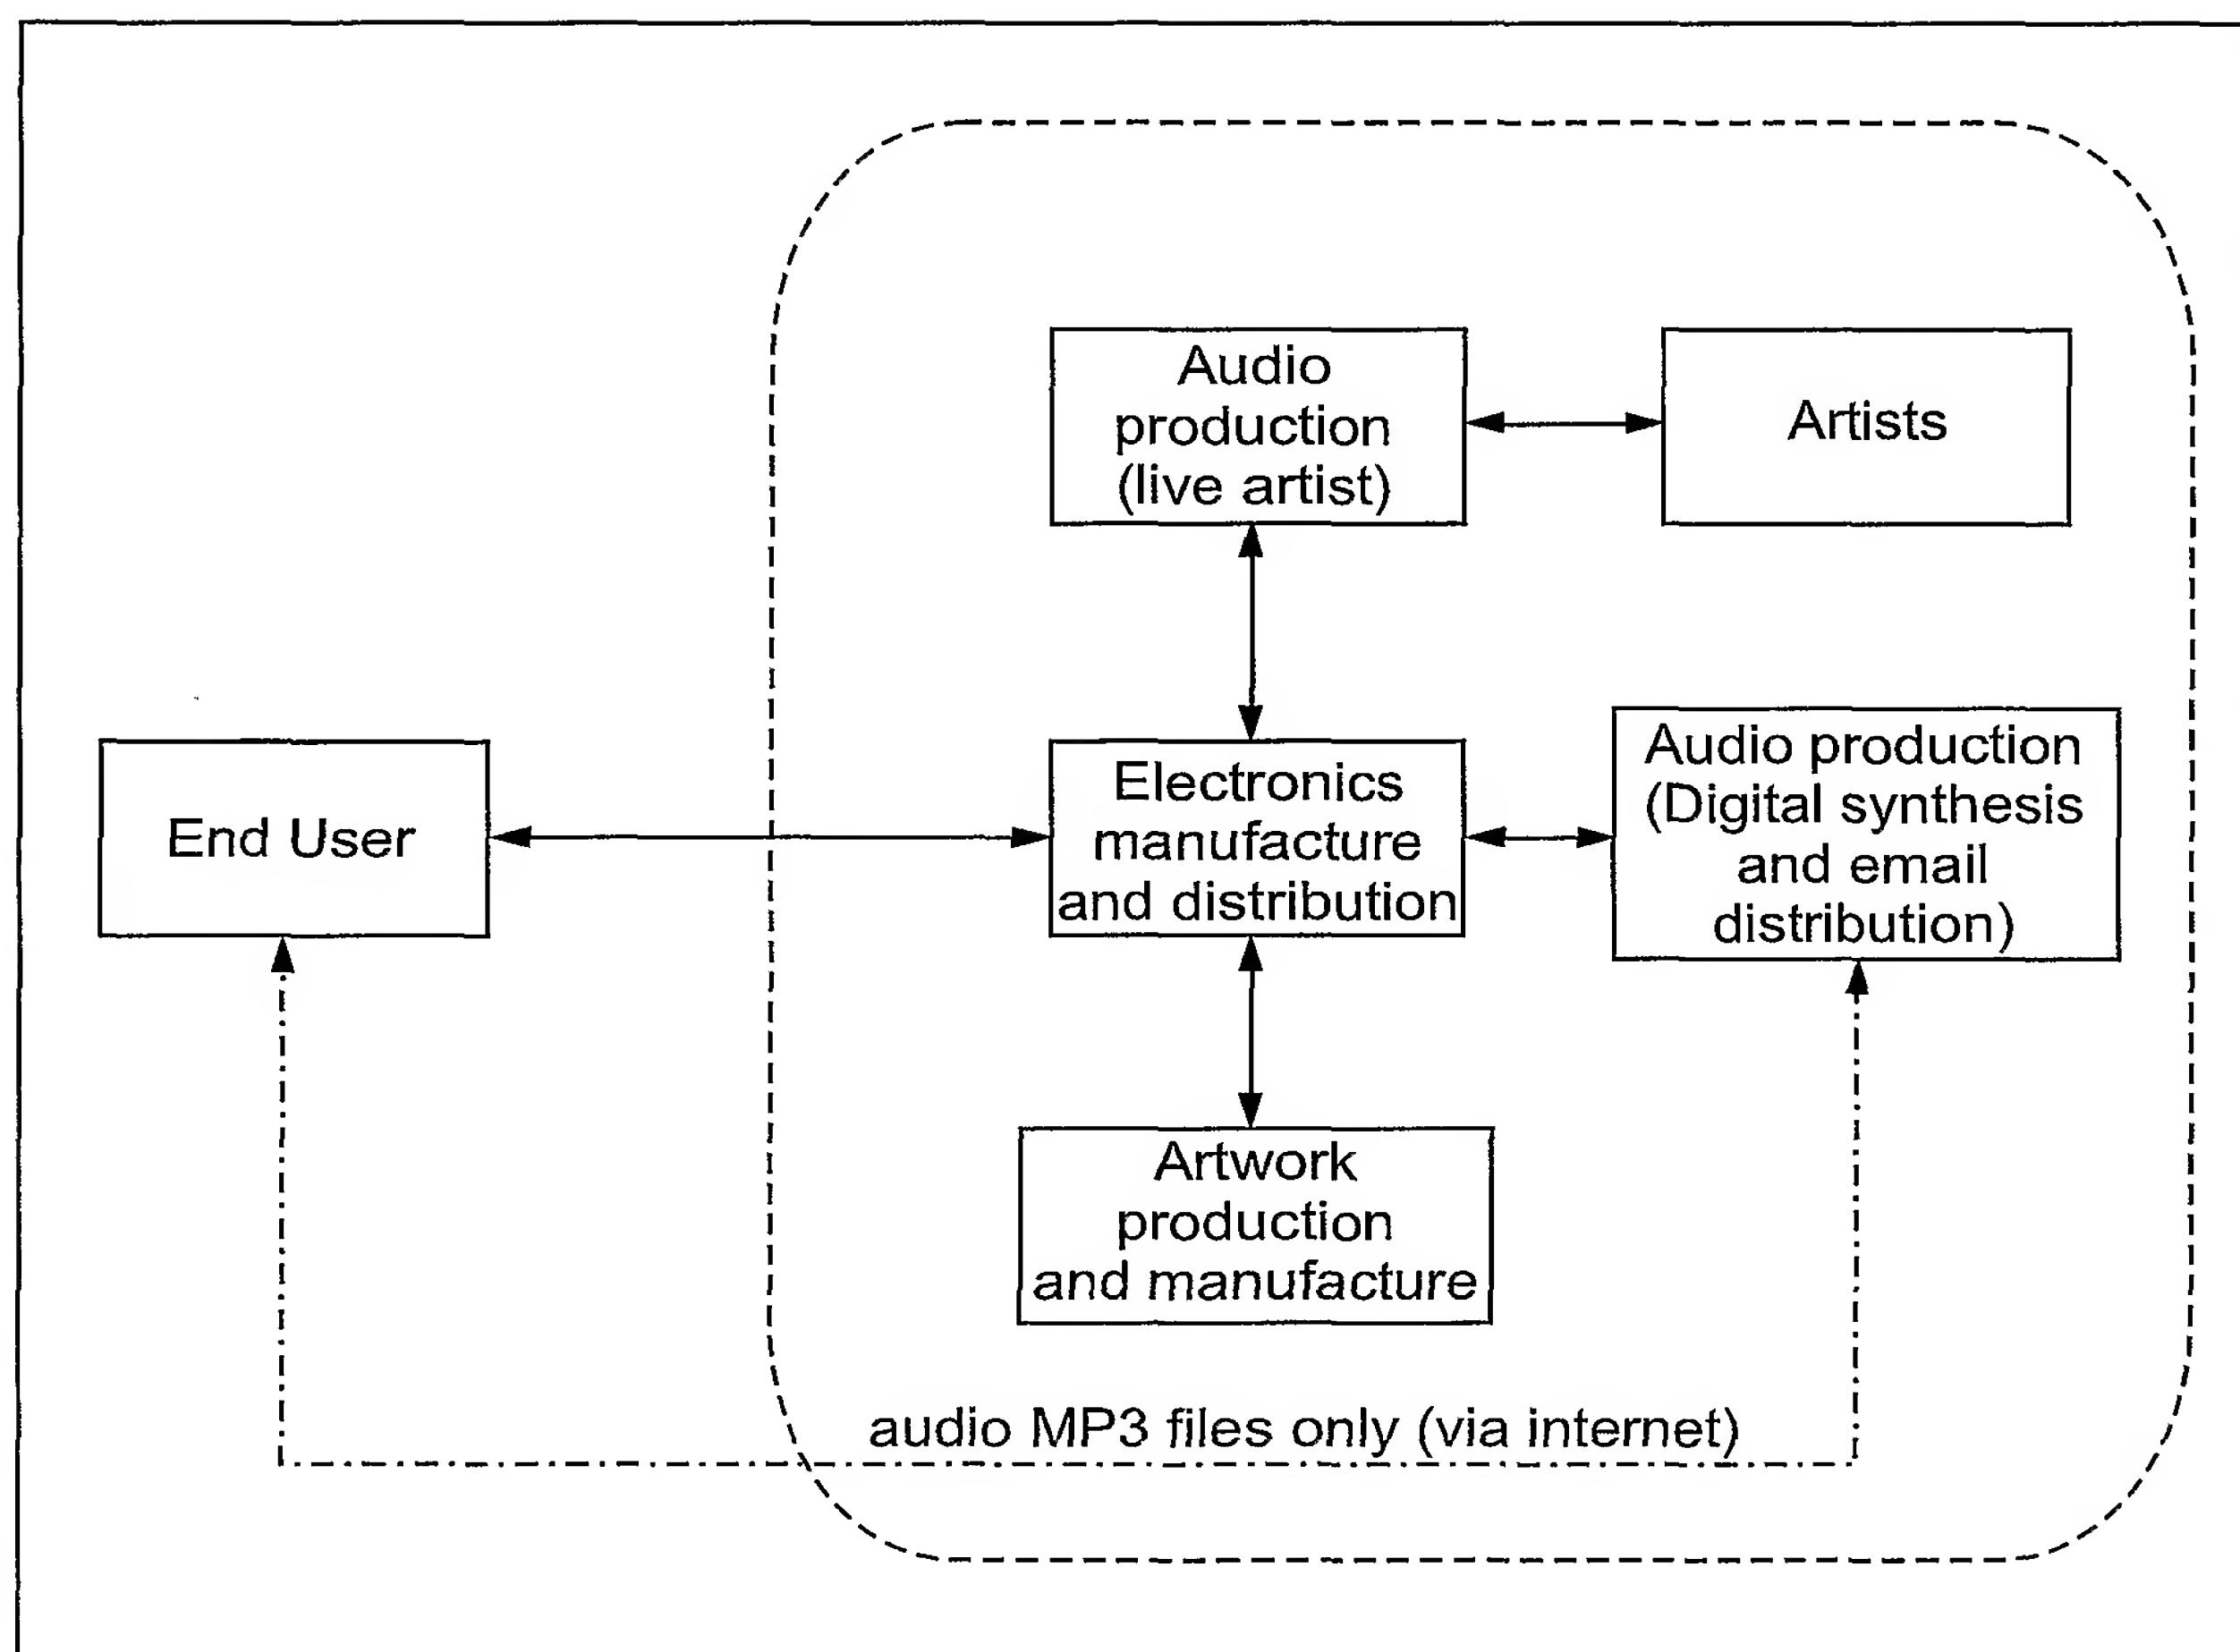 Audio
production
(live artist)
Artists
End User
Electronics
manufacture
and distribution
Audio production
(Digital synthesis
and email
distribution)
Artwork
production
and manufacture
audio MP3 files only (via internet)